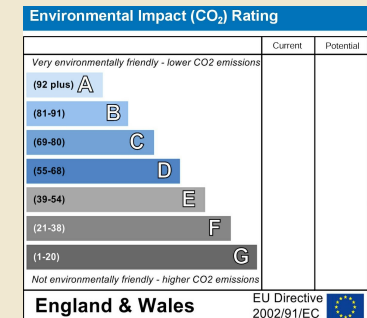 Environmental Impact (CO₂) Rating
Current Potential
Very environmentally friendly - lower CO2 emissions
(92 plus) A
(81-91) B
(69-80) C
(55-68) D
(39-54) E
(21-38) F
(1-20) G
Not environmentally friendly - higher CO2 emissions
England & Wales
EU Directive
2002/91/EC